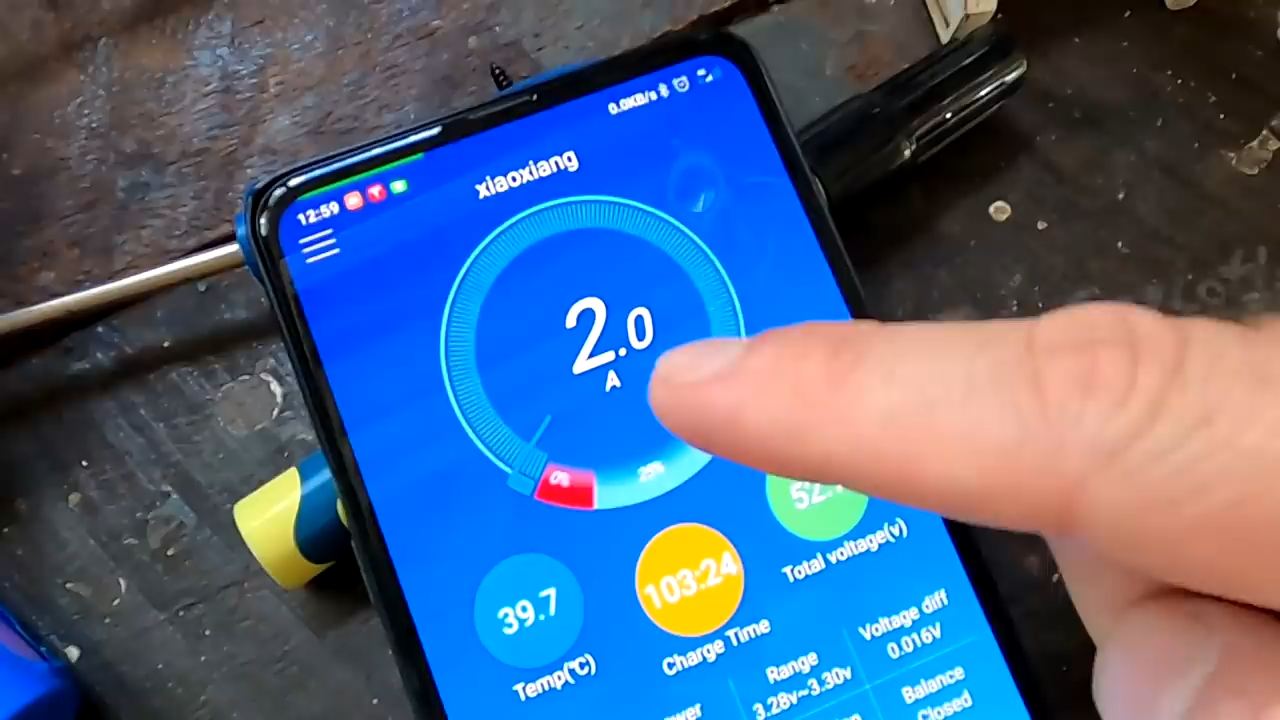 0.0KB/s
12:59
xiaoxiang
2.0
A
0%
25%
39.7
103:24
Temp(℃)
Charge Time
Total voltage(v)
Range
3.28v~3.30v
Voltage diff
0.016V
Balance
Closed